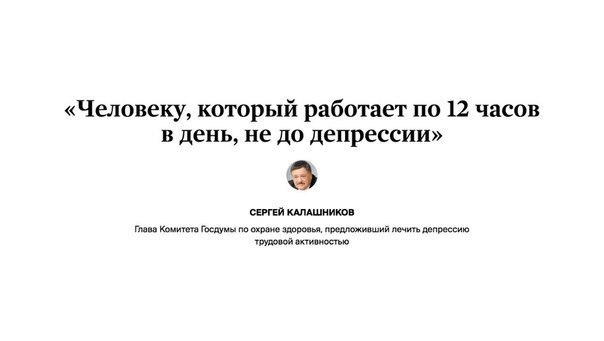 «Человеку, который работает по 12 часов
в день, не до депрессии»
СЕРГЕЙ КАЛАШНИКОВ
Глава Комитета Госдумы по охране здоровья, предложивший лечить депрессию
трудовой активностью